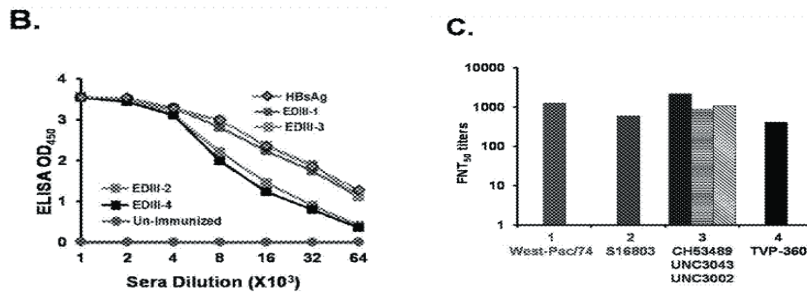 B.
ELISA OD450
4
3
2
1
0
HBsAg
EDIII-1
EDIII-3
EDIII-2
EDIII-4
Un-Immunized
1 2 4 8 16 32 64
Sera Dilution (X10³)
C.
FNT50 titers
10000
1000
100
10
1
1 2 3 4
West-Pac/74 S16803 CH53489 TVP-360
UNC3043
UNC3002